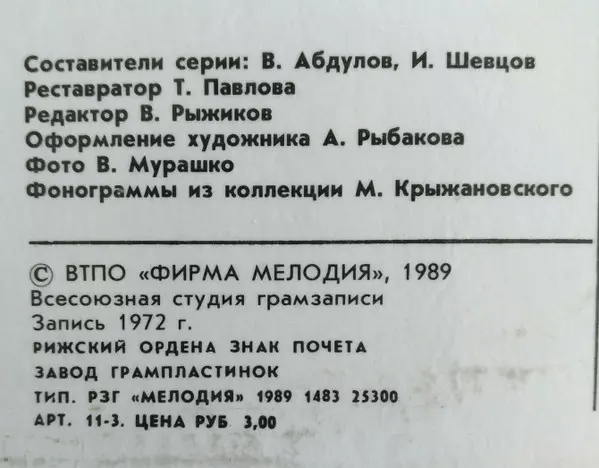 Составители серии: В. Абдулов, И. Шевцов
Реставратор Т. Павлова
Редактор В. Рыжиков
Оформление художника А. Рыбакова
Фото В. Мурашко
Фонограммы из коллекции М. Крыжановского
© ВТПО «ФИРМА МЕЛОДИЯ», 1989
Всесоюзная студия грамзаписи
Запись 1972 г.
РИЖСКИЙ ОРДЕНА ЗНАК ПОЧЕТА
ЗАВОД ГРАМПЛАСТИНОК
ТИП. РЗГ «МЕЛОДИЯ» 1989 1483 25300
АРТ. 11-3. ЦЕНА РУБ 3,00